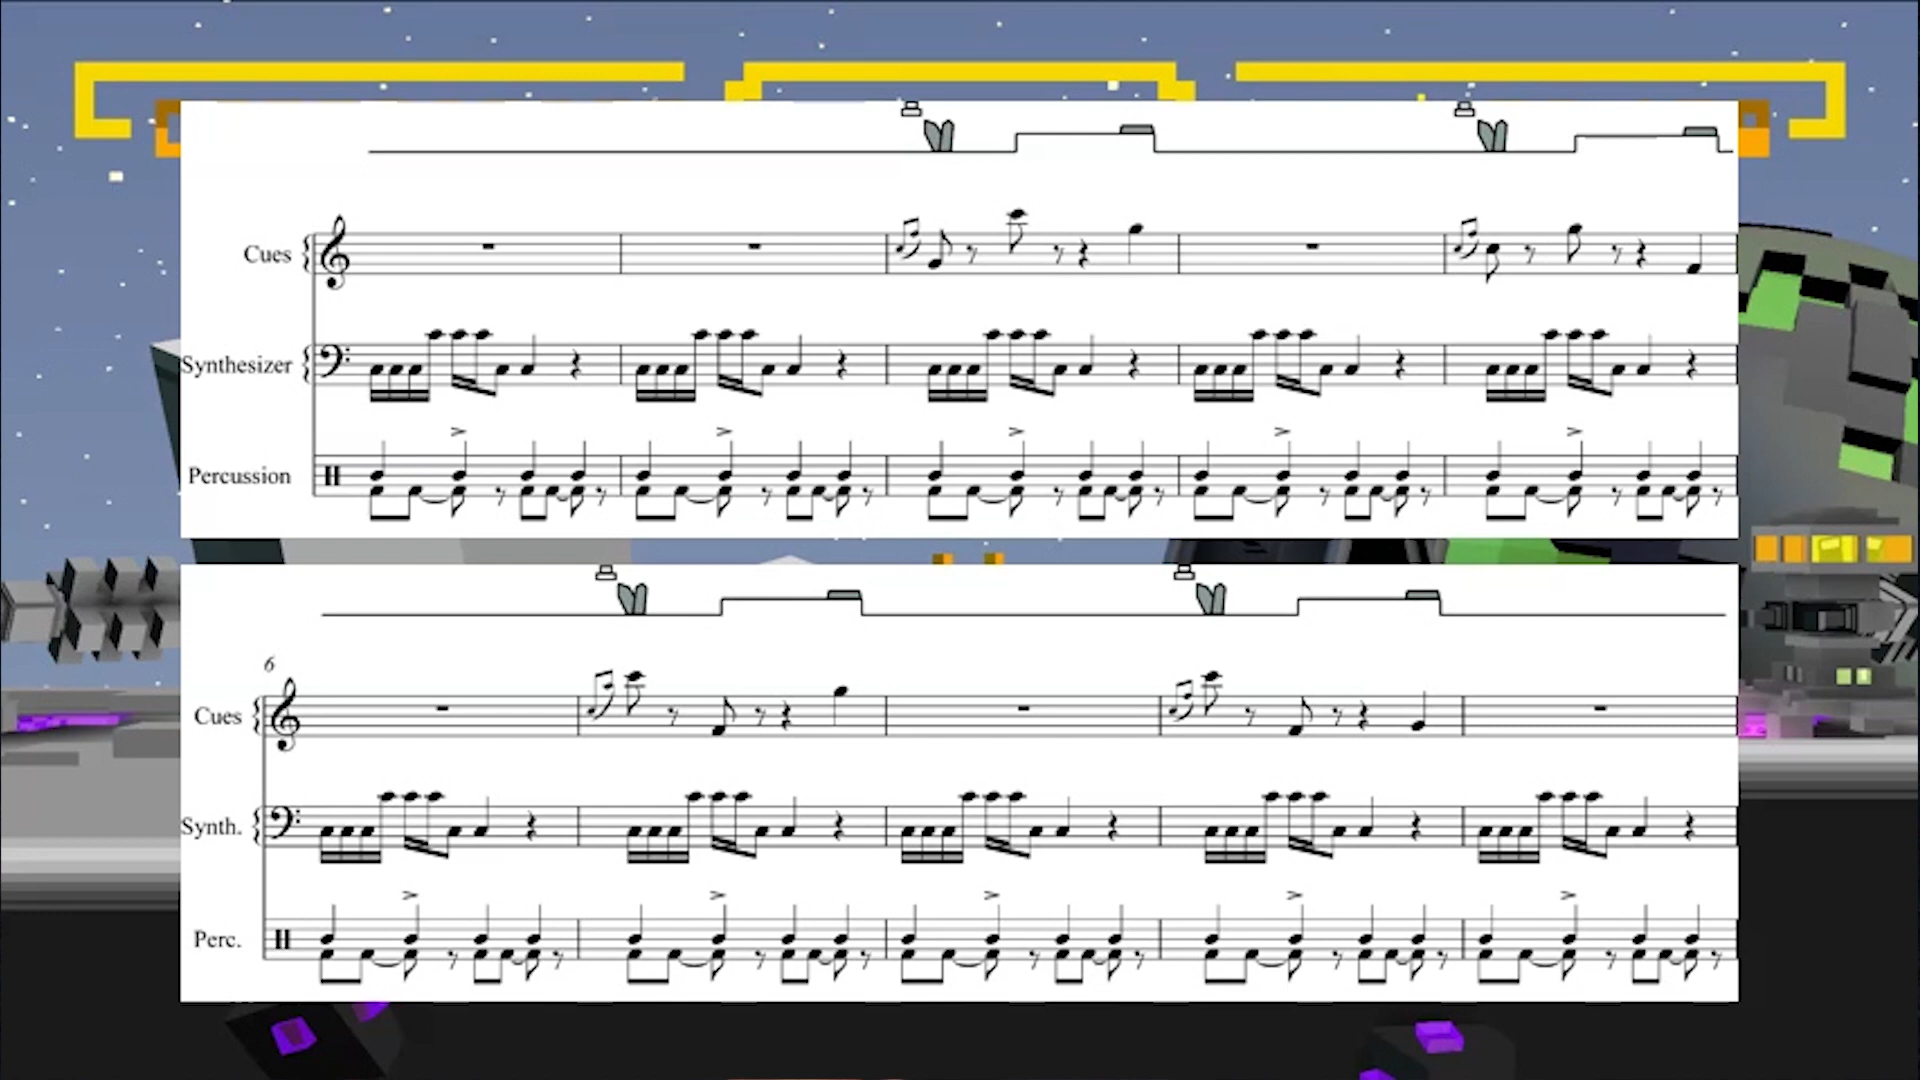 Cues
Synthesizer
Percussion
6
Cues
Synth.
Perc.